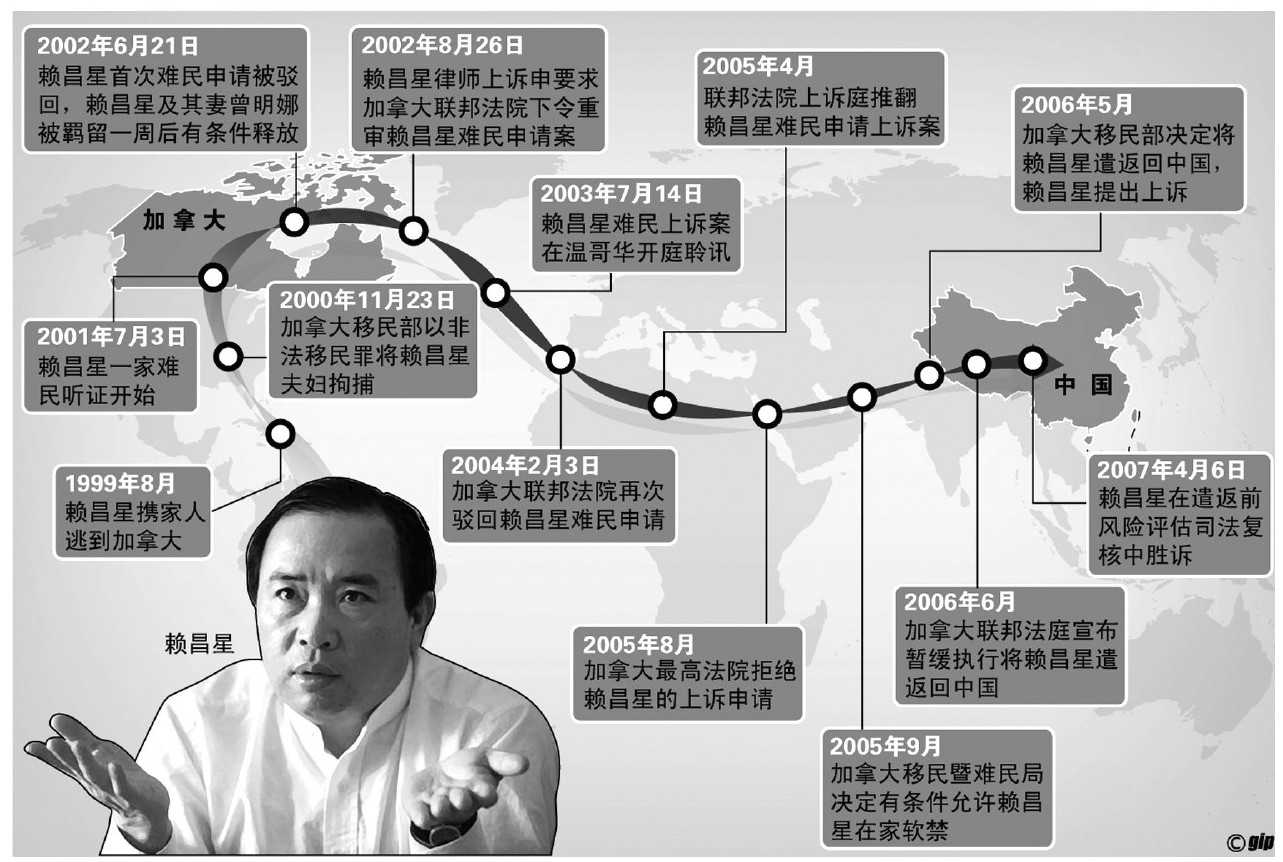 2002年6月21日
赖昌星首次难民申请被驳
回，赖昌星及其妻曾明娜
被羁留一周后有条件释放
2002年8月26日
赖昌星律师上诉申要求
加拿大联邦法院下令重
审赖昌星难民申请案
2005年4月
联邦法院上诉庭推翻
赖昌星难民申请上诉案
2006年5月
加拿大移民部决定将
赖昌星遣返回中国，
赖昌星提出上诉
加拿大
2003年7月14日
赖昌星难民上诉案
在温哥华开庭聆讯
2001年7月3日
赖昌星一家难
民听证开始
2000年11月23日
加拿大移民部以非
法移民罪将赖昌星
夫妇拘捕
中国
1999年8月
赖昌星携家人
逃到加拿大
2004年2月3日
加拿大联邦法院再次
驳回赖昌星难民申请
2007年4月6日
赖昌星在遣返前
风险评估司法复
核中胜诉
赖昌星
2005年8月
加拿大最高法院拒绝
赖昌星的上诉申请
2006年6月
加拿大联邦法庭宣布
暂缓执行将赖昌星遣
返回中国
2005年9月
加拿大移民暨难民局
决定有条件允许赖昌
星在家软禁
©gip